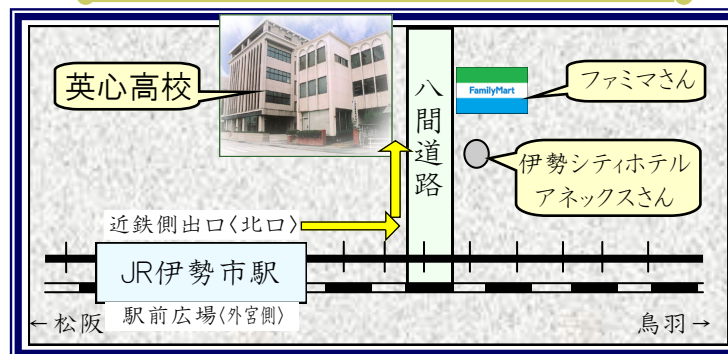 英心高校
八間道路
FamilyMart
ファミマさん
伊勢シティホテル
アネックスさん
近鉄側出口〈北口〉
JR伊勢市駅
駅前広場〈外宮側〉
←松阪
鳥羽→